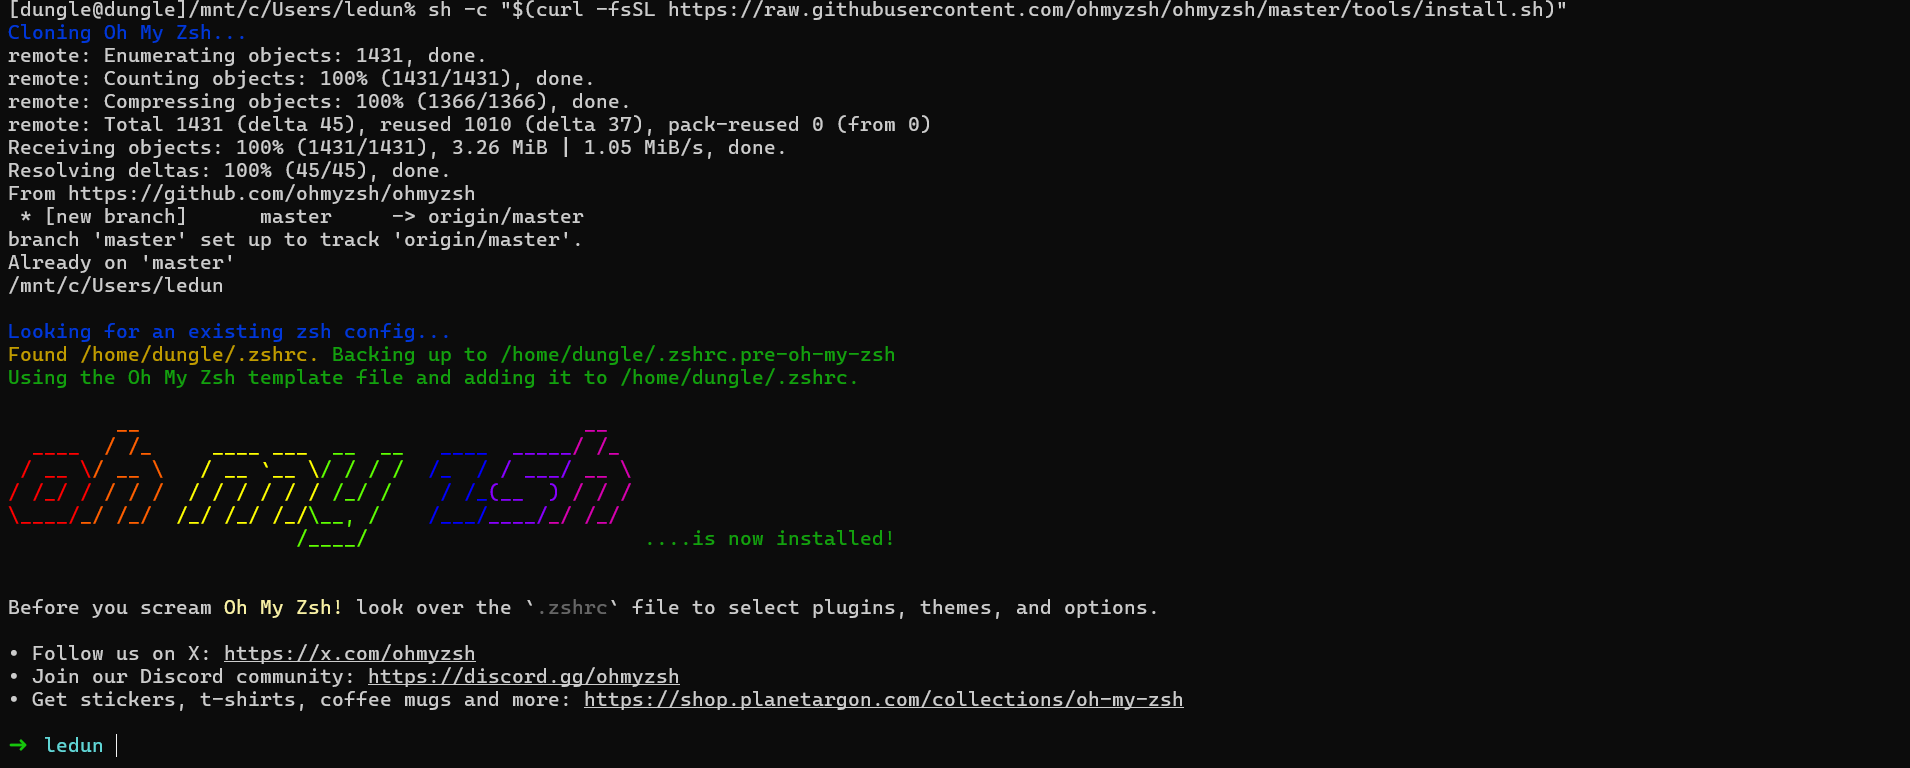 [dungle@dungle]/mnt/c/Users/ledun% sh -c "$(curl -fsSL https://raw.githubusercontent.com/ohmyzsh/ohmyzsh/master/tools/install.sh)"
Cloning Oh My Zsh...
remote: Enumerating objects: 1431, done.
remote: Counting objects: 100% (1431/1431), done.
remote: Compressing objects: 100% (1366/1366), done.
remote: Total 1431 (delta 45), reused 1010 (delta 37), pack-reused 0 (from 0)
Receiving objects: 100% (1431/1431), 3.26 MiB | 1.05 MiB/s, done.
Resolving deltas: 100% (45/45), done.
From https://github.com/ohmyzsh/ohmyzsh
 * [new branch]      master     -> origin/master
branch 'master' set up to track 'origin/master'.
Already on 'master'
/mnt/c/Users/ledun
Looking for an existing zsh config...
Found /home/dungle/.zshrc. Backing up to /home/dungle/.zshrc.pre-oh-my-zsh
Using the Oh My Zsh template file and adding it to /home/dungle/.zshrc.
oh my zsh
....is now installed!
Before you scream Oh My Zsh! look over the `.zshrc` file to select plugins, themes, and options.
• Follow us on X: https://x.com/ohmyzsh
• Join our Discord community: https://discord.gg/ohmyzsh
• Get stickers, t-shirts, coffee mugs and more: https://shop.planetargon.com/collections/oh-my-zsh
➜ ledun